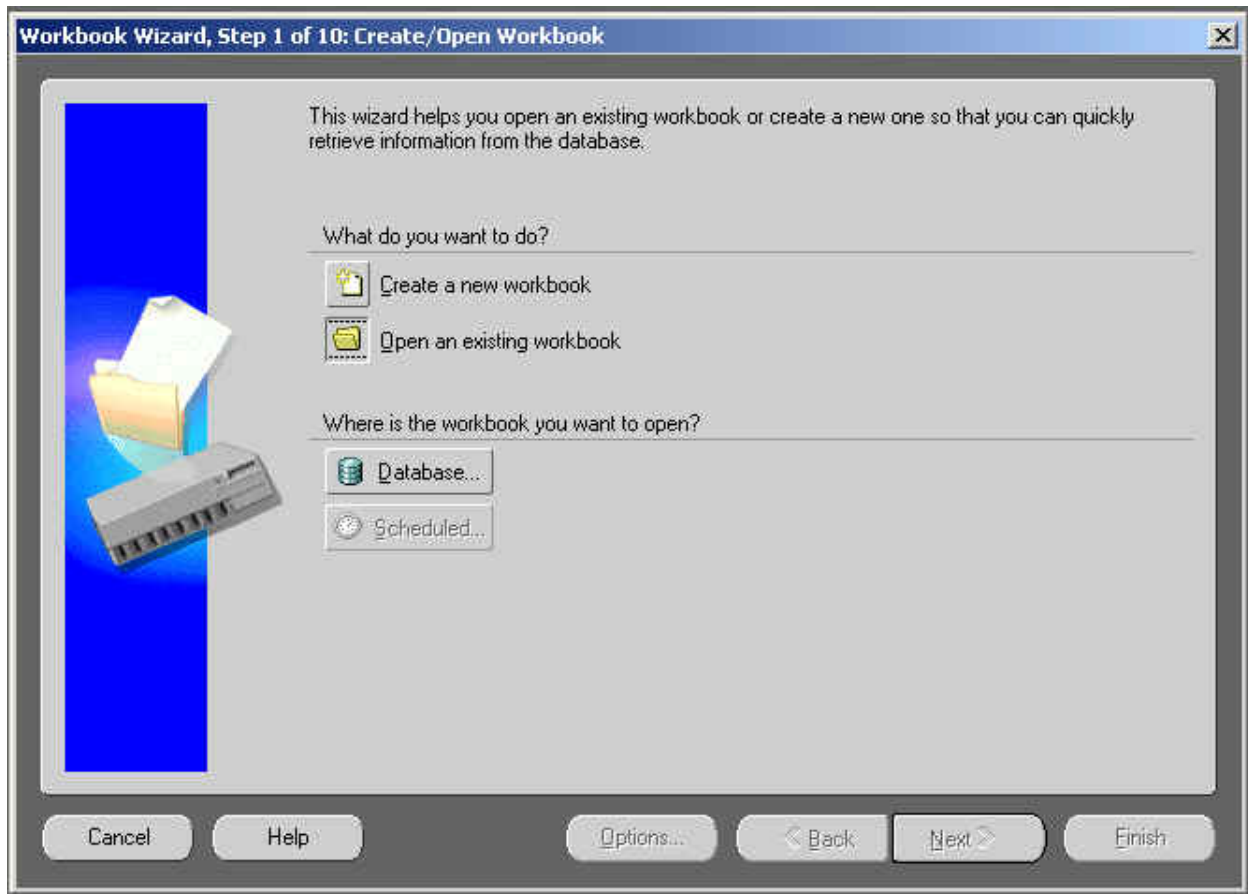 Workbook Wizard, Step 1 of 10: Create/Open Workbook
This wizard helps you open an existing workbook or create a new one so that you can quickly
retrieve information from the database.
What do you want to do?
Create a new workbook
Open an existing workbook
Where is the workbook you want to open?
Database...
Scheduled...
Cancel
Help
Options...
< Back
Next >
Finish